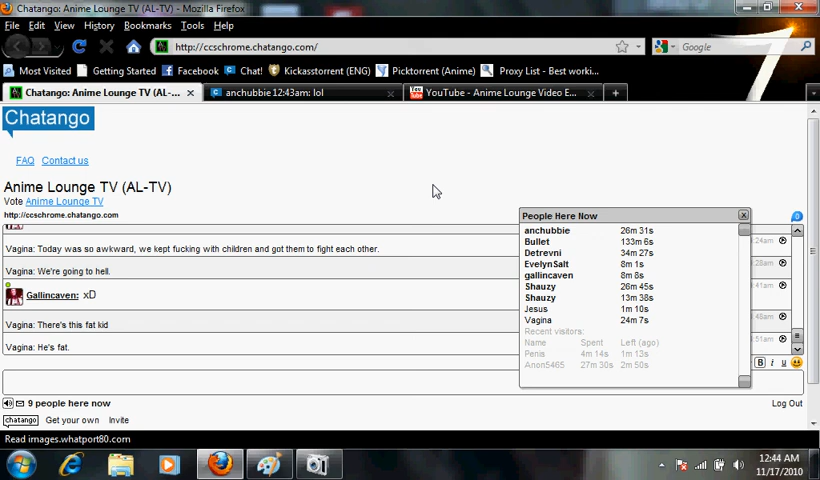 Chatango: Anime Lounge TV (AL-TV) - Mozilla Firefox
File Edit View History Bookmarks Tools Help
http://ccschrome.chatango.com/
Google
Most Visited Getting Started Facebook Chat! Kickasstorrent (ENG) Picktorrent (Anime) Proxy List - Best worki...
Chatango: Anime Lounge TV (AL-... anchubbie 12:43am: lol YouTube - Anime Lounge Video E...
Chatango
FAQ Contact us
Anime Lounge TV (AL-TV)
Vote Anime Lounge TV
http://ccschrome.chatango.com
People Here Now
anchubbie 26m 31s
Bullet 133m 6s
Detrevni 34m 27s
EvelynSalt 8m 1s
gallincaven 8m 8s
Shauzy 26m 45s
Shauzy 13m 38s
Jesus 1m 10s
Vagina 24m 7s
Recent visitors:
Name Spent Left (ago)
Penis 4m 14s 1m 13s
Anon5465 27m 30s 2m 50s
Vagina: Today was so awkward, we kept fucking with children and got them to fight each other.
Vagina: We're going to hell.
Gallincaven: xD
Vagina: There's this fat kid
Vagina: He's fat.
:24am
:28am
:41am
:48am
:51am
B i u
9 people here now
Log Out
chatango Get your own Invite
Read images.whatport80.com
12:44 AM
11/17/2010